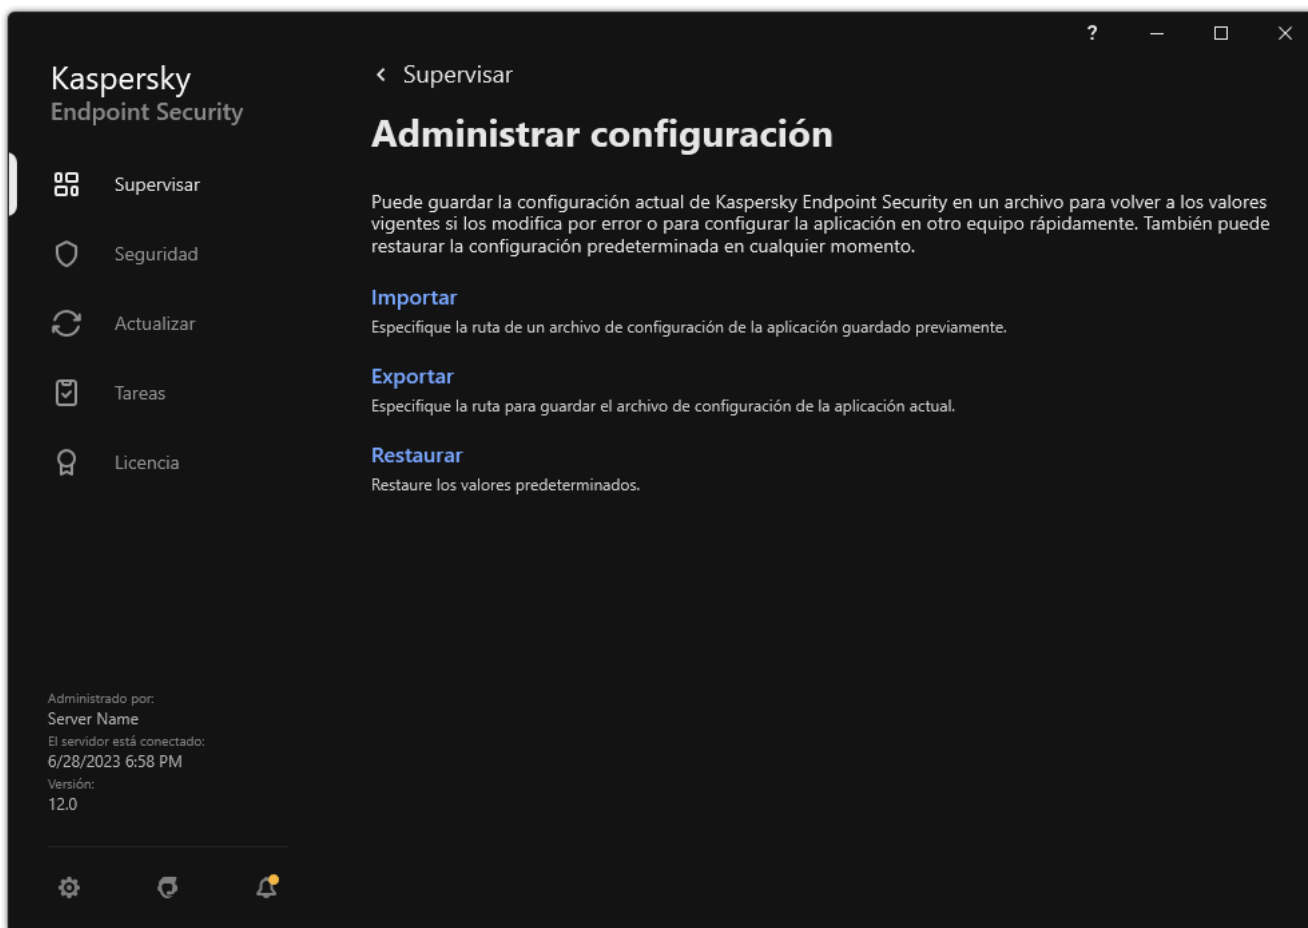 ?
Kaspersky
Endpoint Security
Supervisar
Seguridad
Actualizar
Tareas
Licencia
Administrado por:
Server Name
El servidor está conectado:
6/28/2023 6:58 PM
Versión:
12.0
Supervisar
Administrar configuración
Puede guardar la configuración actual de Kaspersky Endpoint Security en un archivo para volver a los valores
vigentes si los modifica por error o para configurar la aplicación en otro equipo rápidamente. También puede
restaurar la configuración predeterminada en cualquier momento.
Importar
Especifique la ruta de un archivo de configuración de la aplicación guardado previamente.
Exportar
Especifique la ruta para guardar el archivo de configuración de la aplicación actual.
Restaurar
Restaure los valores predeterminados.